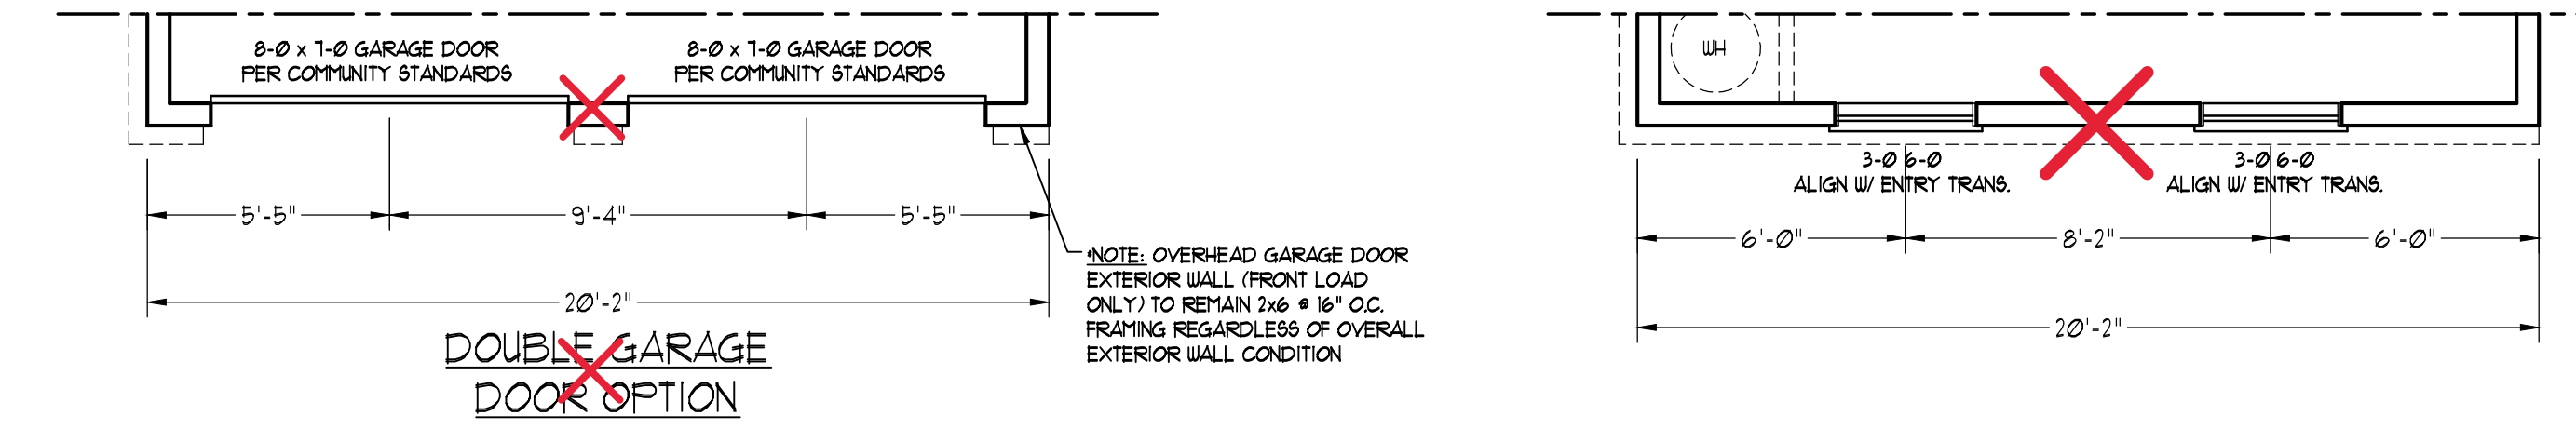 8-0 x 7-0 GARAGE DOOR
PER COMMUNITY STANDARDS
8-0 x 7-0 GARAGE DOOR
PER COMMUNITY STANDARDS
5'-5"
9'-4"
5'-5"
20'-2"
*NOTE: OVERHEAD GARAGE DOOR
EXTERIOR WALL (FRONT LOAD
ONLY) TO REMAIN 2x6 @ 16" O.C.
FRAMING REGARDLESS OF OVERALL
EXTERIOR WALL CONDITION
DOUBLE GARAGE
DOOR OPTION
WH
3-0 6-0
ALIGN W/ ENTRY TRANS.
3-0 6-0
ALIGN W/ ENTRY TRANS.
6'-0"
8'-2"
6'-0"
20'-2"